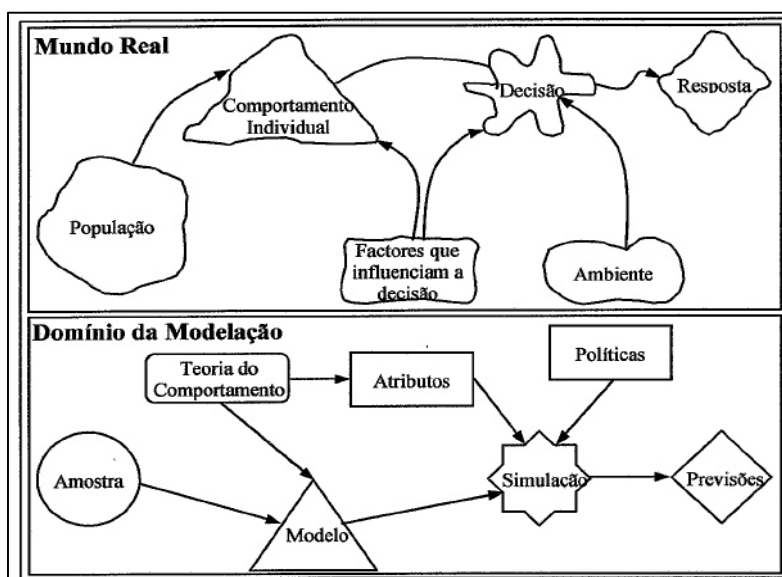 Mundo Real
Comportamento
Individual
Decisão
Resposta
População
Factores que
influenciam a
decisão
Ambiente
Domínio da Modelação
Teoria do
Comportamento
Atributos
Políticas
Amostra
Modelo
Simulação
Previsões